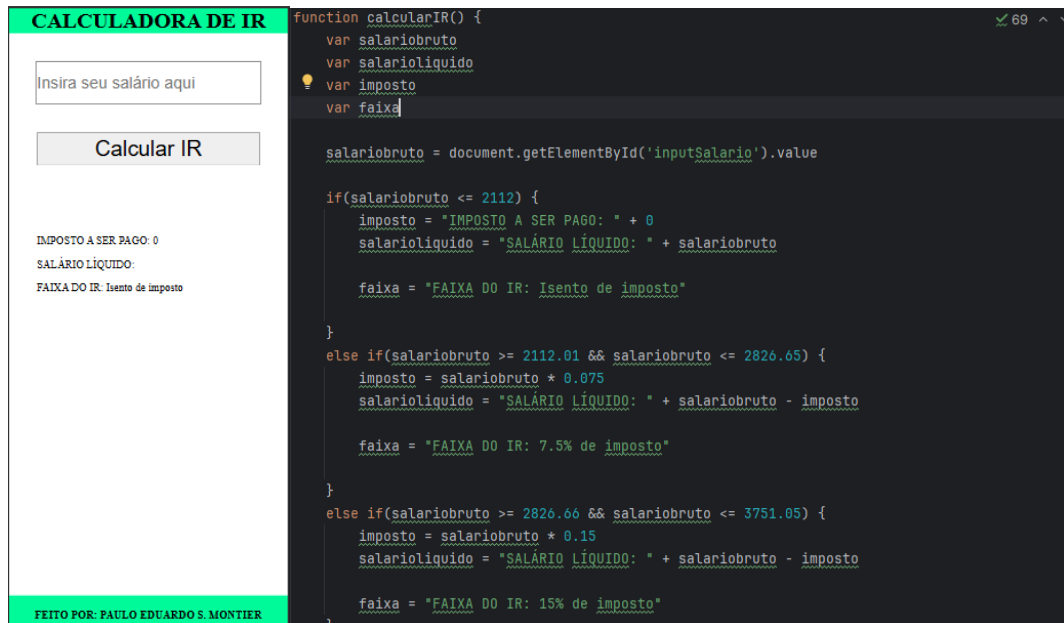 CALCULADORA DE IR
Insira seu salário aqui
Calcular IR
IMPOSTO A SER PAGO: 0
SALÁRIO LÍQUIDO:
FAIXA DO IR: Isento de imposto
FEITO POR: PAULO EDUARDO S. MONTIER
function calcularIR() {
69
var salariobruto
var salarioliquido
var imposto
var faixa
salariobruto = document.getElementById('inputSalario').value
if(salariobruto <= 2112) {
imposto = "IMPOSTO A SER PAGO: " + 0
salarioliquido = "SALÁRIO LÍQUIDO: " + salariobruto
faixa = "FAIXA DO IR: Isento de imposto"
}
else if(salariobruto >= 2112.01 && salariobruto <= 2826.65) {
imposto = salariobruto * 0.075
salarioliquido = "SALÁRIO LÍQUIDO: " + salariobruto - imposto
faixa = "FAIXA DO IR: 7.5% de imposto"
}
else if(salariobruto >= 2826.66 && salariobruto <= 3751.05) {
imposto = salariobruto * 0.15
salarioliquido = "SALÁRIO LÍQUIDO: " + salariobruto - imposto
faixa = "FAIXA DO IR: 15% de imposto"
}